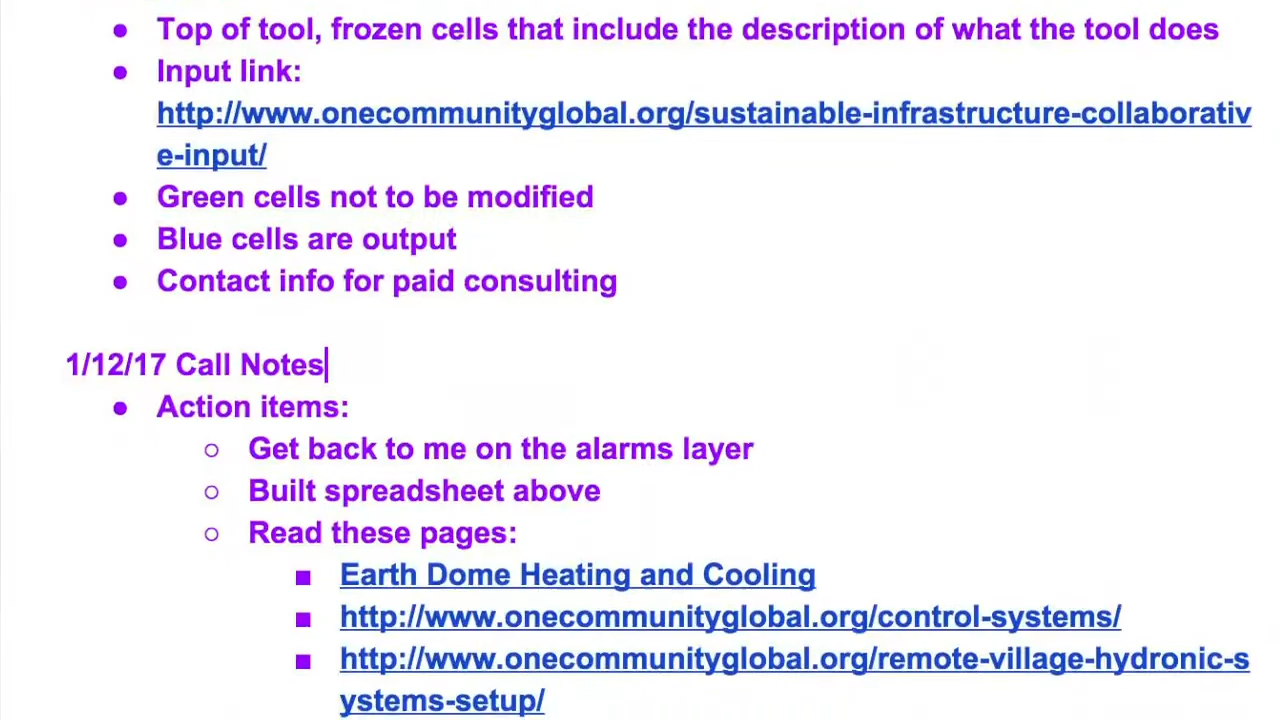 ● Top of tool, frozen cells that include the description of what the tool does
● Input link:
http://www.onecommunityglobal.org/sustainable-infrastructure-collaborativ
e-input/
● Green cells not to be modified
● Blue cells are output
● Contact info for paid consulting
1/12/17 Call Notes
● Action items:
○ Get back to me on the alarms layer
○ Built spreadsheet above
○ Read these pages:
■ Earth Dome Heating and Cooling
■ http://www.onecommunityglobal.org/control-systems/
■ http://www.onecommunityglobal.org/remote-village-hydronic-s
ystems-setup/